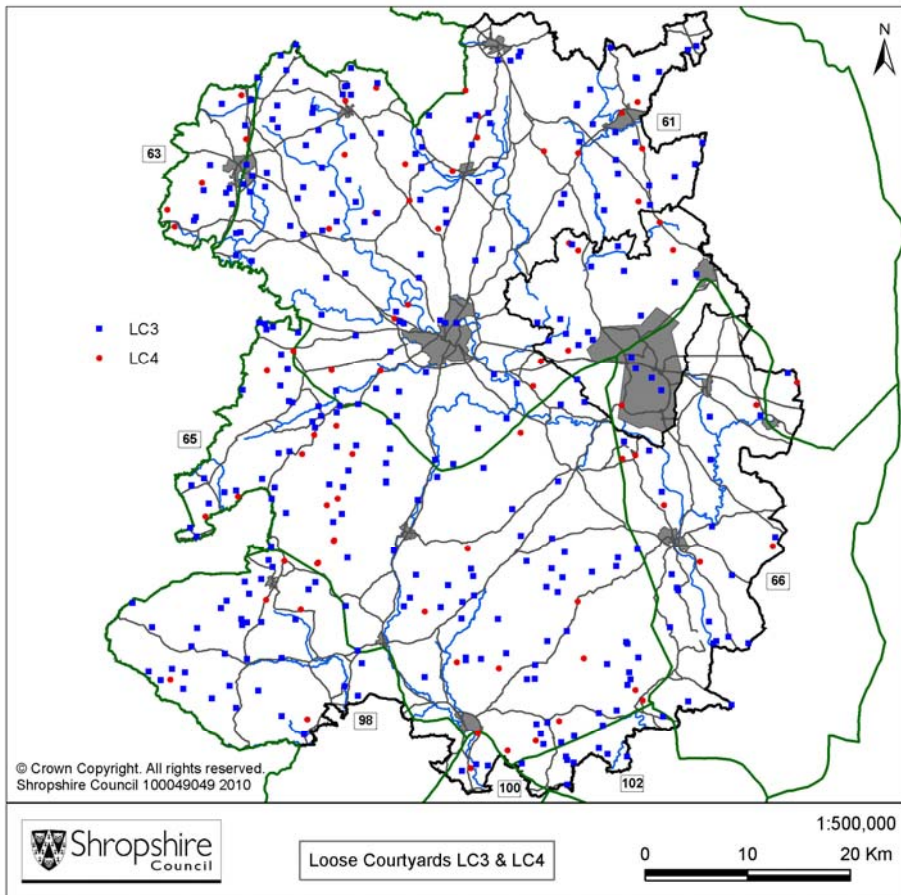 N
61
63
LC3
LC4
65
66
98
100
102
© Crown Copyright. All rights reserved.
Shropshire Council 100049049 2010
Shropshire
Council
Loose Courtyards LC3 & LC4
1:500,000
0 10 20 Km